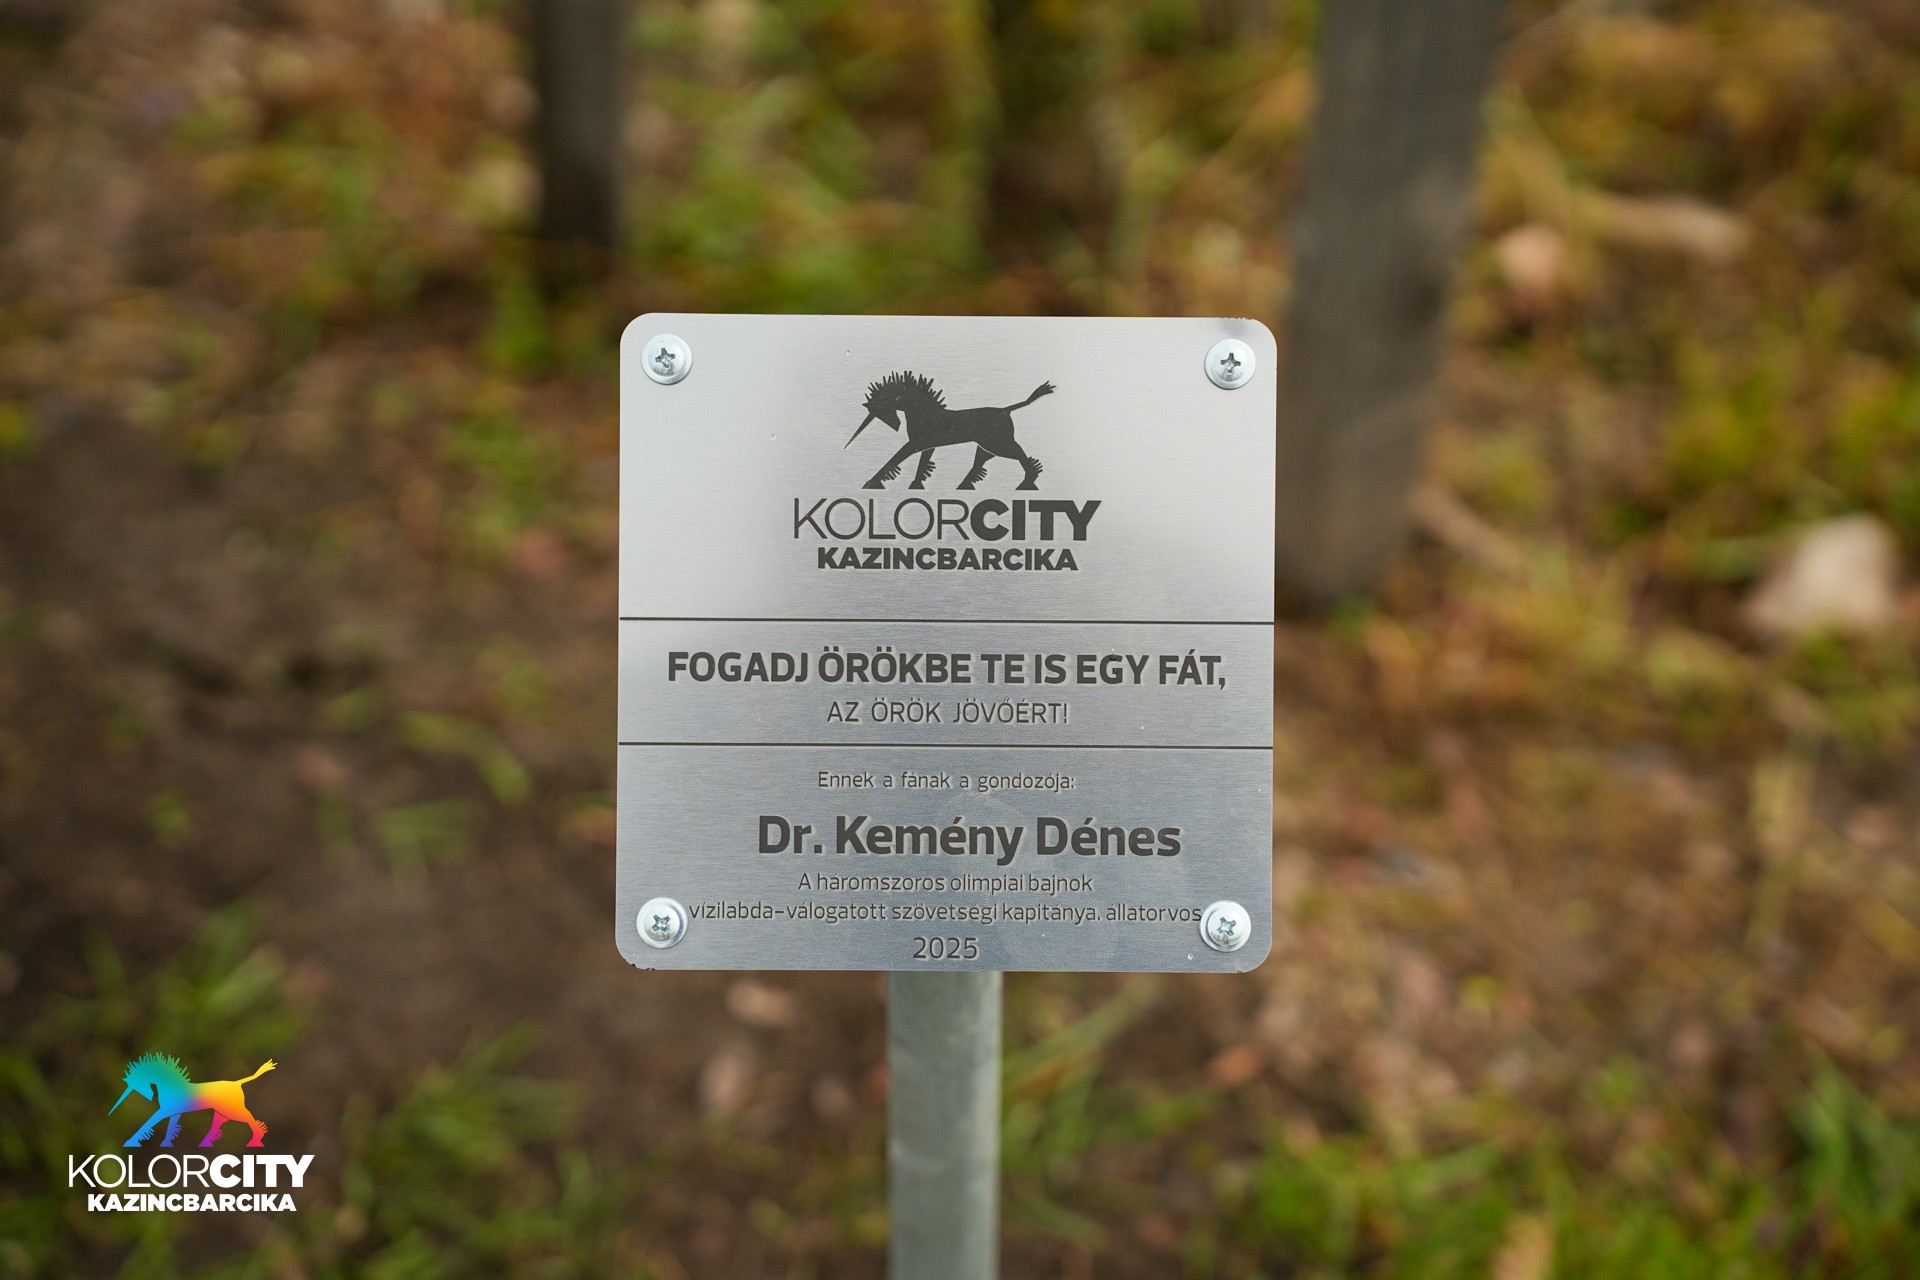 KOLORCITY
KAZINCBARCIKA
FOGADJ ÖRÖKBE TE IS EGY FÁT,
AZ ÖRÖK JÖVŐÉRT!
Ennek a fának a gondozója:
Dr. Kemény Dénes
A háromszoros olimpiai bajnok
vízilabda-válogatott szövetségi kapitánya, állatorvos
2025
KOLORCITY
KAZINCBARCIKA